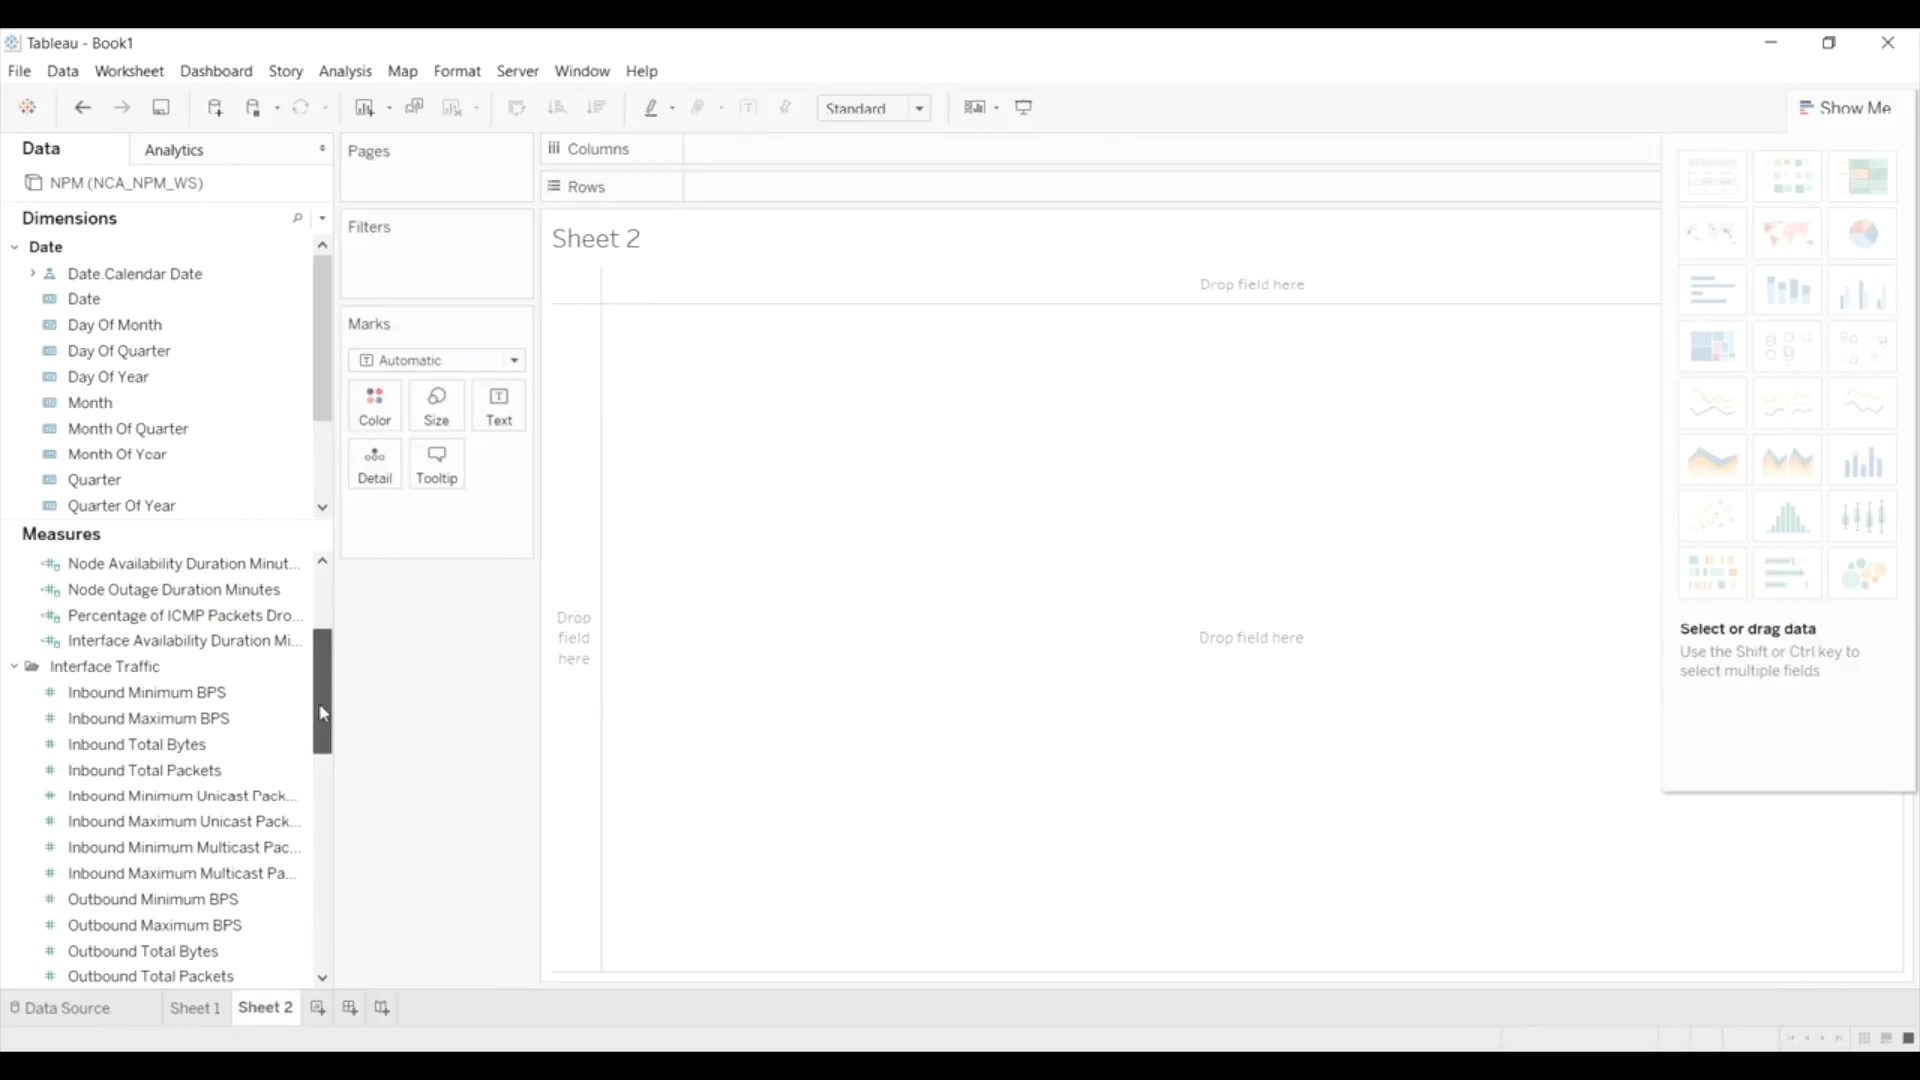 Tableau - Book1
File Data Worksheet Dashboard Story Analysis Map Format Server Window Help
Standard
Show Me
Data
Analytics
NPM (NCA_NPM_WS)
Dimensions
Date
Date.Calendar Date
Date
Day Of Month
Day Of Quarter
Day Of Year
Month
Month Of Quarter
Month Of Year
Quarter
Quarter Of Year
Measures
Node Availability Duration Minut...
Node Outage Duration Minutes
Percentage of ICMP Packets Dro...
Interface Availability Duration Mi...
Interface Traffic
Inbound Minimum BPS
Inbound Maximum BPS
Inbound Total Bytes
Inbound Total Packets
Inbound Minimum Unicast Pack...
Inbound Maximum Unicast Pack...
Inbound Minimum Multicast Pac...
Inbound Maximum Multicast Pa...
Outbound Minimum BPS
Outbound Maximum BPS
Outbound Total Bytes
Outbound Total Packets
Pages
Filters
Marks
Automatic
Color
Size
Text
Detail
Tooltip
Columns
Rows
Sheet 2
Drop field here
Drop
field
here
Drop field here
Select or drag data
Use the Shift or Ctrl key to
select multiple fields
Data Source
Sheet 1
Sheet 2